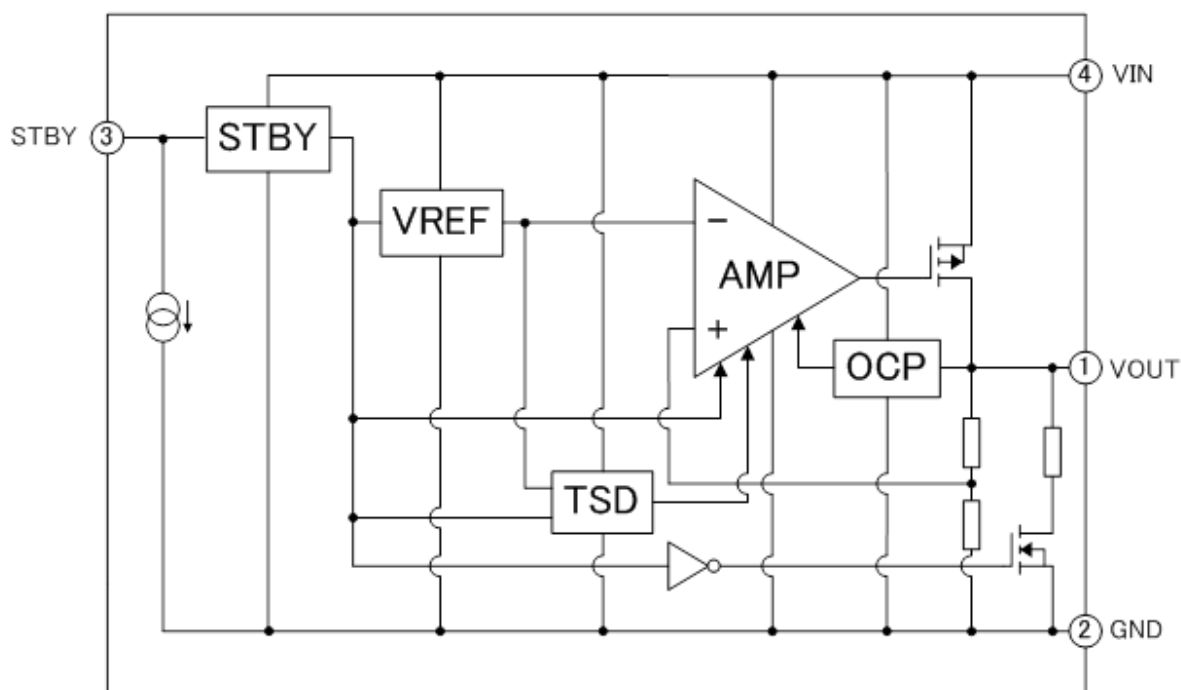 4 VIN
STBY 3
STBY
VREF
−
AMP
+
OCP
1 VOUT
TSD
2 GND